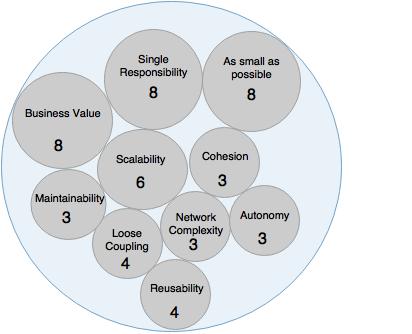 Single
Responsibility
8
As small as
possible
8
Business Value
8
Scalability
6
Cohesion
3
Maintainability
3
Loose
Coupling
4
Network
Complexity
3
Autonomy
3
Reusability
4